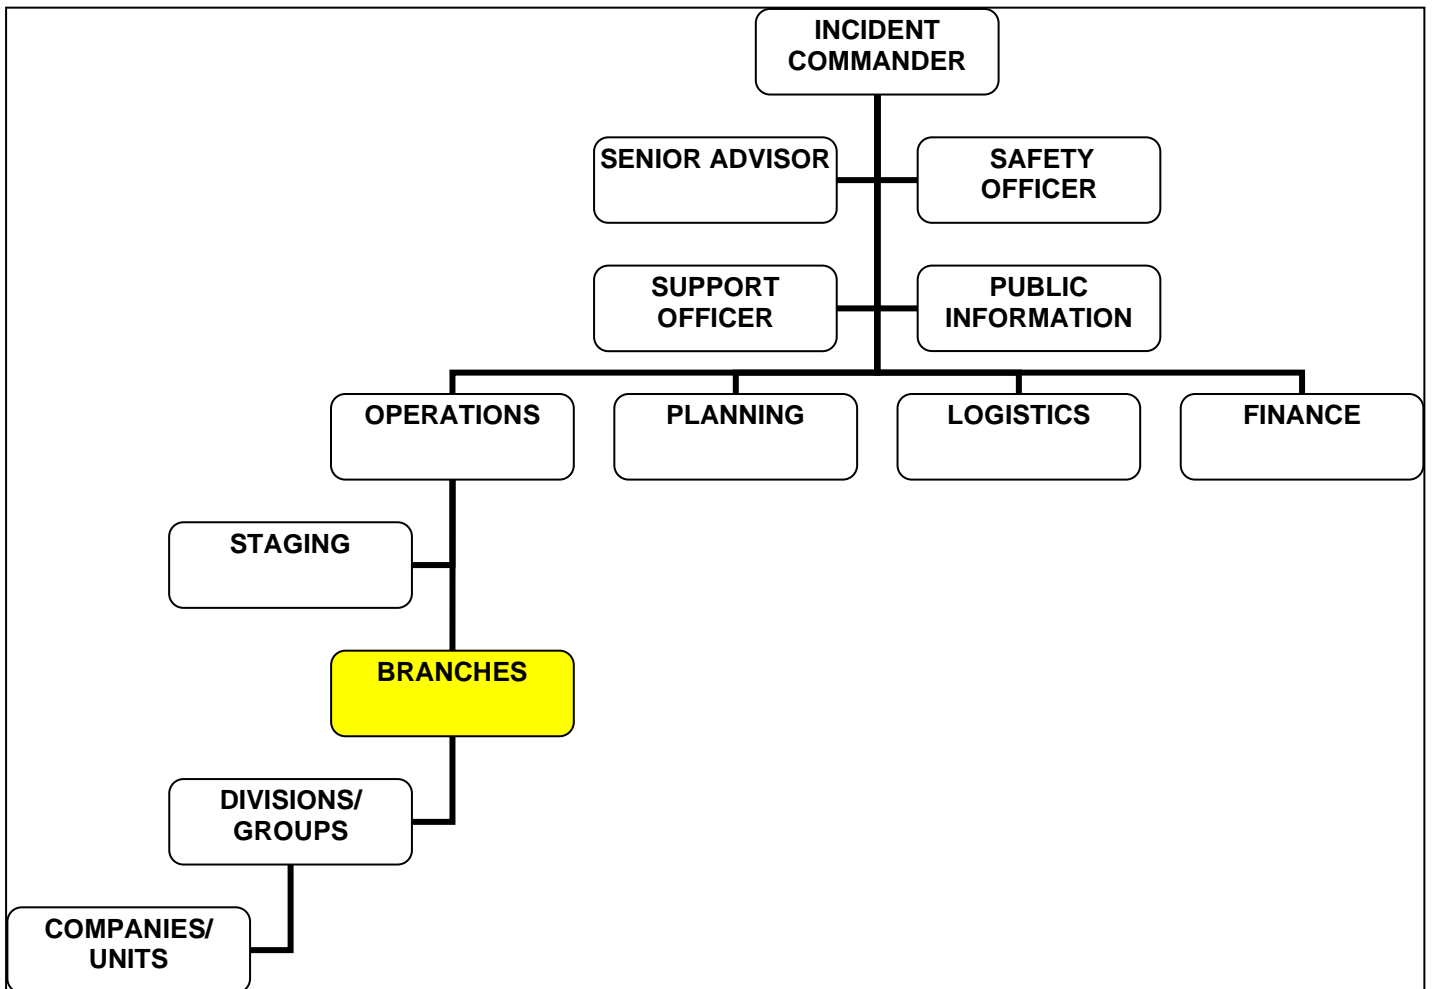 INCIDENT
COMMANDER
SENIOR ADVISOR
SAFETY
OFFICER
SUPPORT
OFFICER
PUBLIC
INFORMATION
OPERATIONS
PLANNING
LOGISTICS
FINANCE
STAGING
BRANCHES
DIVISIONS/
GROUPS
COMPANIES/
UNITS